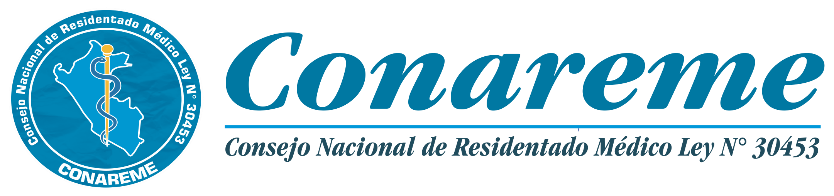 Consejo Nacional de Residentado Médico Ley N° 30453
CONAREME
Conareme
Consejo Nacional de Residentado Médico Ley N° 30453